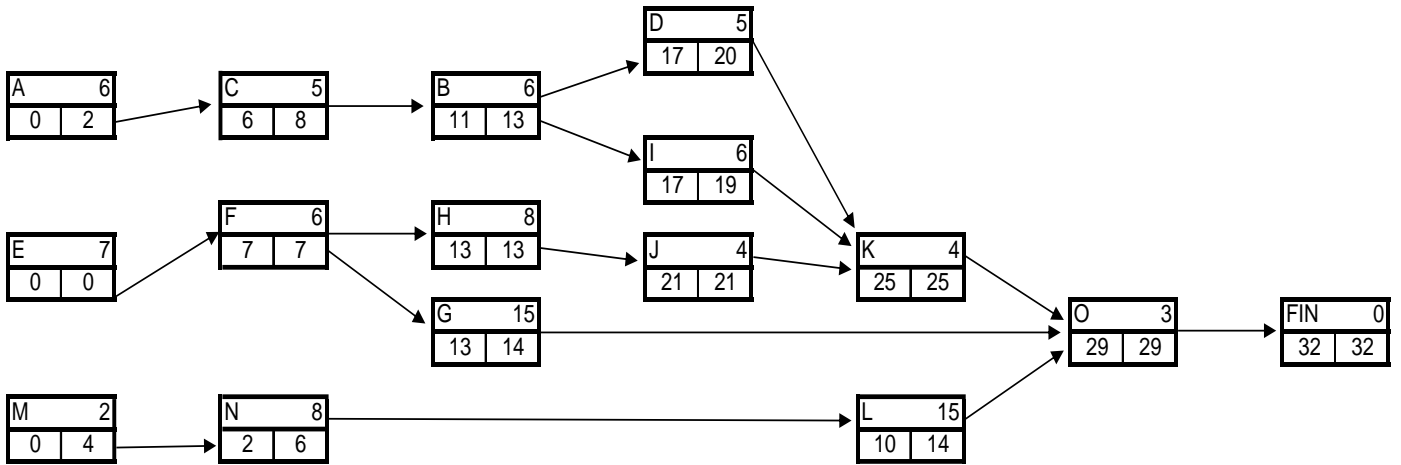 D 5
17 20
A 6
0 2
C 5
6 8
B 6
11 13
I 6
17 19
E 7
0 0
F 6
7 7
H 8
13 13
J 4
21 21
K 4
25 25
G 15
13 14
O 3
29 29
FIN 0
32 32
M 2
0 4
N 8
2 6
L 15
10 14